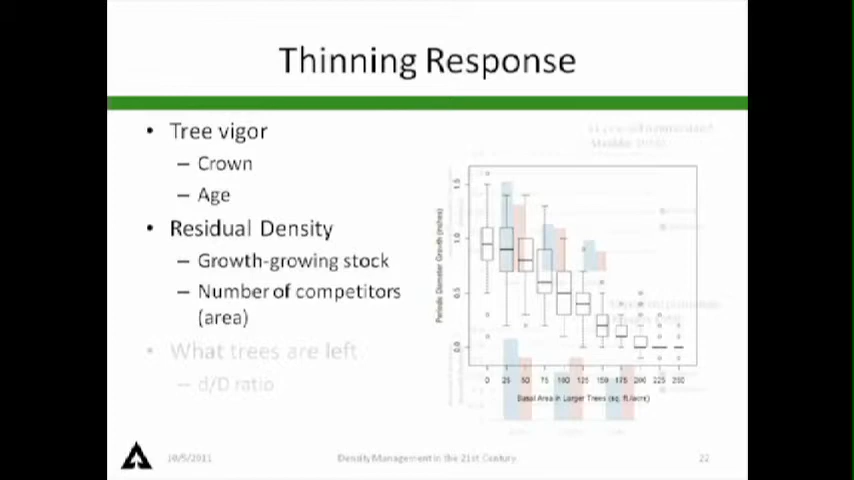 Thinning Response
• Tree vigor
– Crown
– Age
• Residual Density
– Growth-growing stock
– Number of competitors
(area)
• What trees are left
– d/D ratio
Periodic Diameter Growth (inches)
1.5
1.0
0.5
0.0
0 25 50 75 100 125 150 175 200 225 250
Basal Area in Larger Trees (sq. ft./acre)
10/5/2011
Density Management in the 21st Century
22